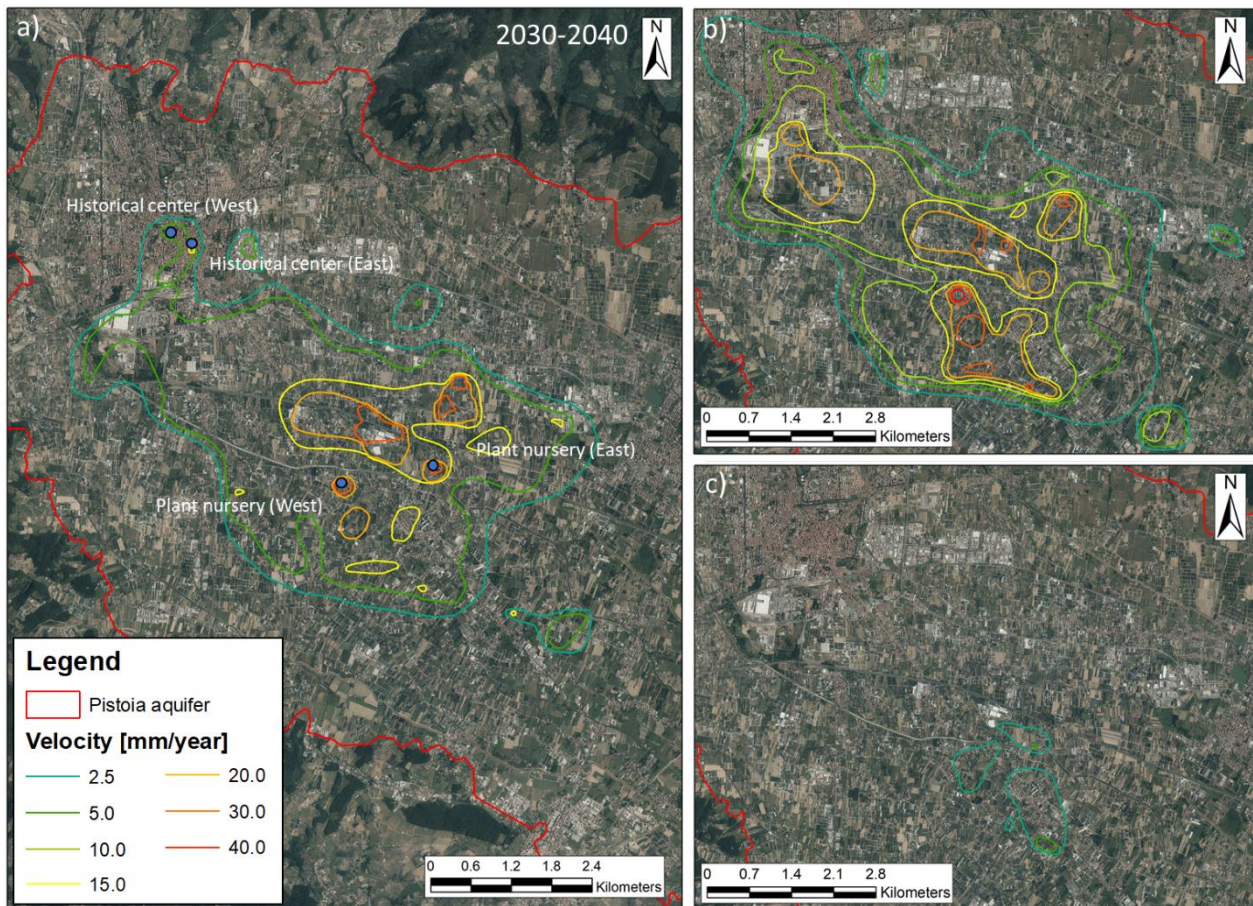 a)
2030-2040
N
Historical center (West)
Historical center (East)
Plant nursery (East)
Plant nursery (West)
Legend
Pistoia aquifer
Velocity [mm/year]
2.5
20.0
5.0
30.0
10.0
40.0
15.0
0 0.6 1.2 1.8 2.4
Kilometers
b)
N
0 0.7 1.4 2.1 2.8
Kilometers
c)
N
0 0.7 1.4 2.1 2.8
Kilometers